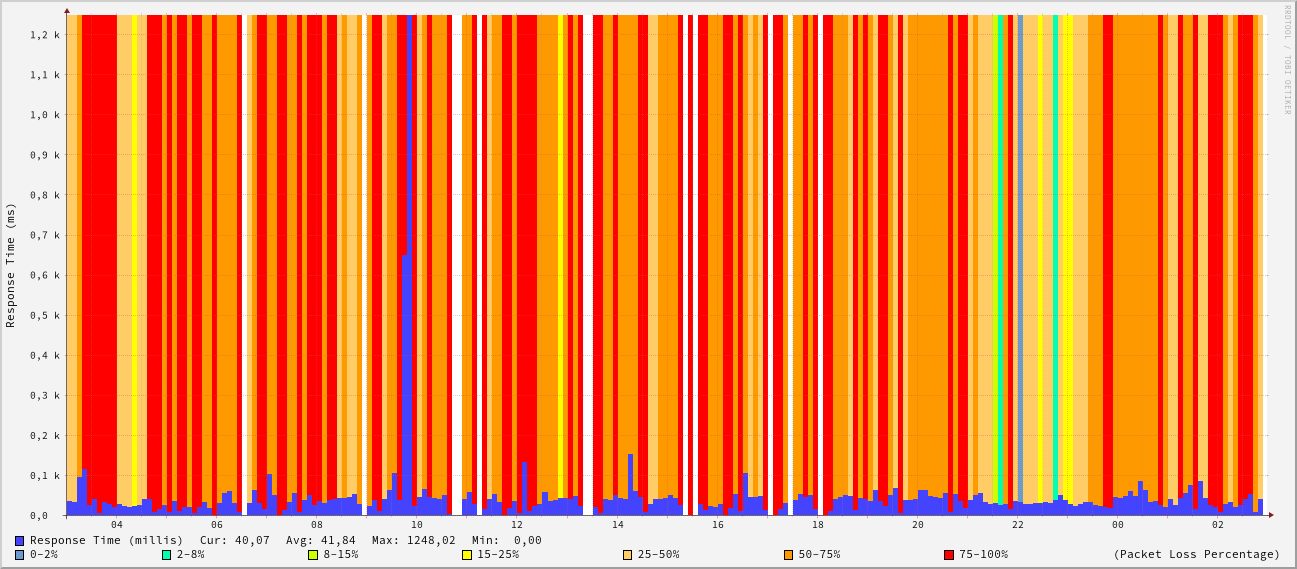 RRDTOOL / TOBI OETIKER
Response Time (ms)
1,2 k
1,1 k
1,0 k
0,9 k
0,8 k
0,7 k
0,6 k
0,5 k
0,4 k
0,3 k
0,2 k
0,1 k
0,0
04 06 08 10 12 14 16 18 20 22 00 02
Response Time (millis) Cur: 40,07 Avg: 41,84 Max: 1248,02 Min: 0,00
0-2% 2-8% 8-15% 15-25% 25-50% 50-75% 75-100% (Packet Loss Percentage)